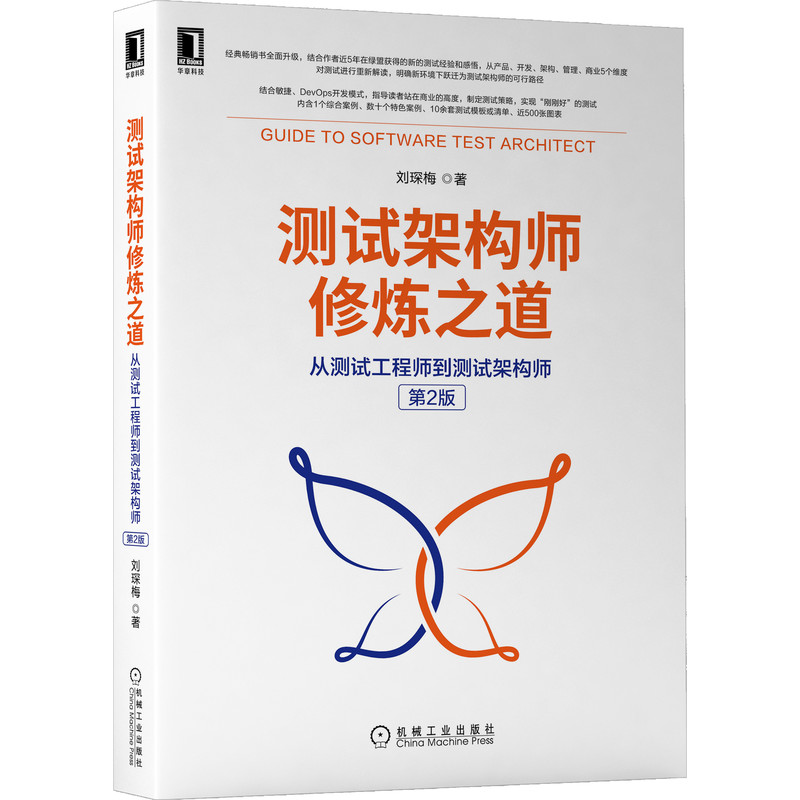 HZ Books
华章科技
测试架构师修炼之道
从测试工程师到测试架构师
第2版
刘琛梅 ◎ 著
机械工业出版社
China Machine Press
HZ Books
华章科技
经典畅销书全面升级，结合作者近5年在绿盟获得的新的测试经验和感悟，从产品、开发、架构、管理、商业5个维度
对测试进行重新解读，明确新环境下跃迁为测试架构师的可行路径
结合敏捷、DevOps开发模式，指导读者站在商业的高度，制定测试策略，实现“刚刚好”的测试
内含1个综合案例、数十个特色案例、10余套测试模板或清单、近500张图表
GUIDE TO SOFTWARE TEST ARCHITECT
刘琛梅 ◎ 著
测试架构师
修炼之道
从测试工程师到测试架构师
第2版
机械工业出版社
China Machine Press